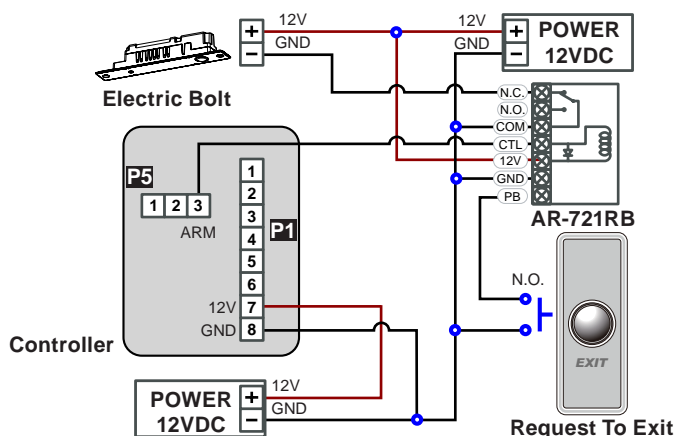 12V
GND
12V
GND
POWER
12VDC
Electric Bolt
N.C.
N.O.
COM
CTL
12V
GND
PB
AR-721RB
P5
1 2 3
ARM
1
2
3
4
5
6
7
8
P1
12V
GND
Controller
N.O.
EXIT
Request To Exit
POWER
12VDC
12V
GND